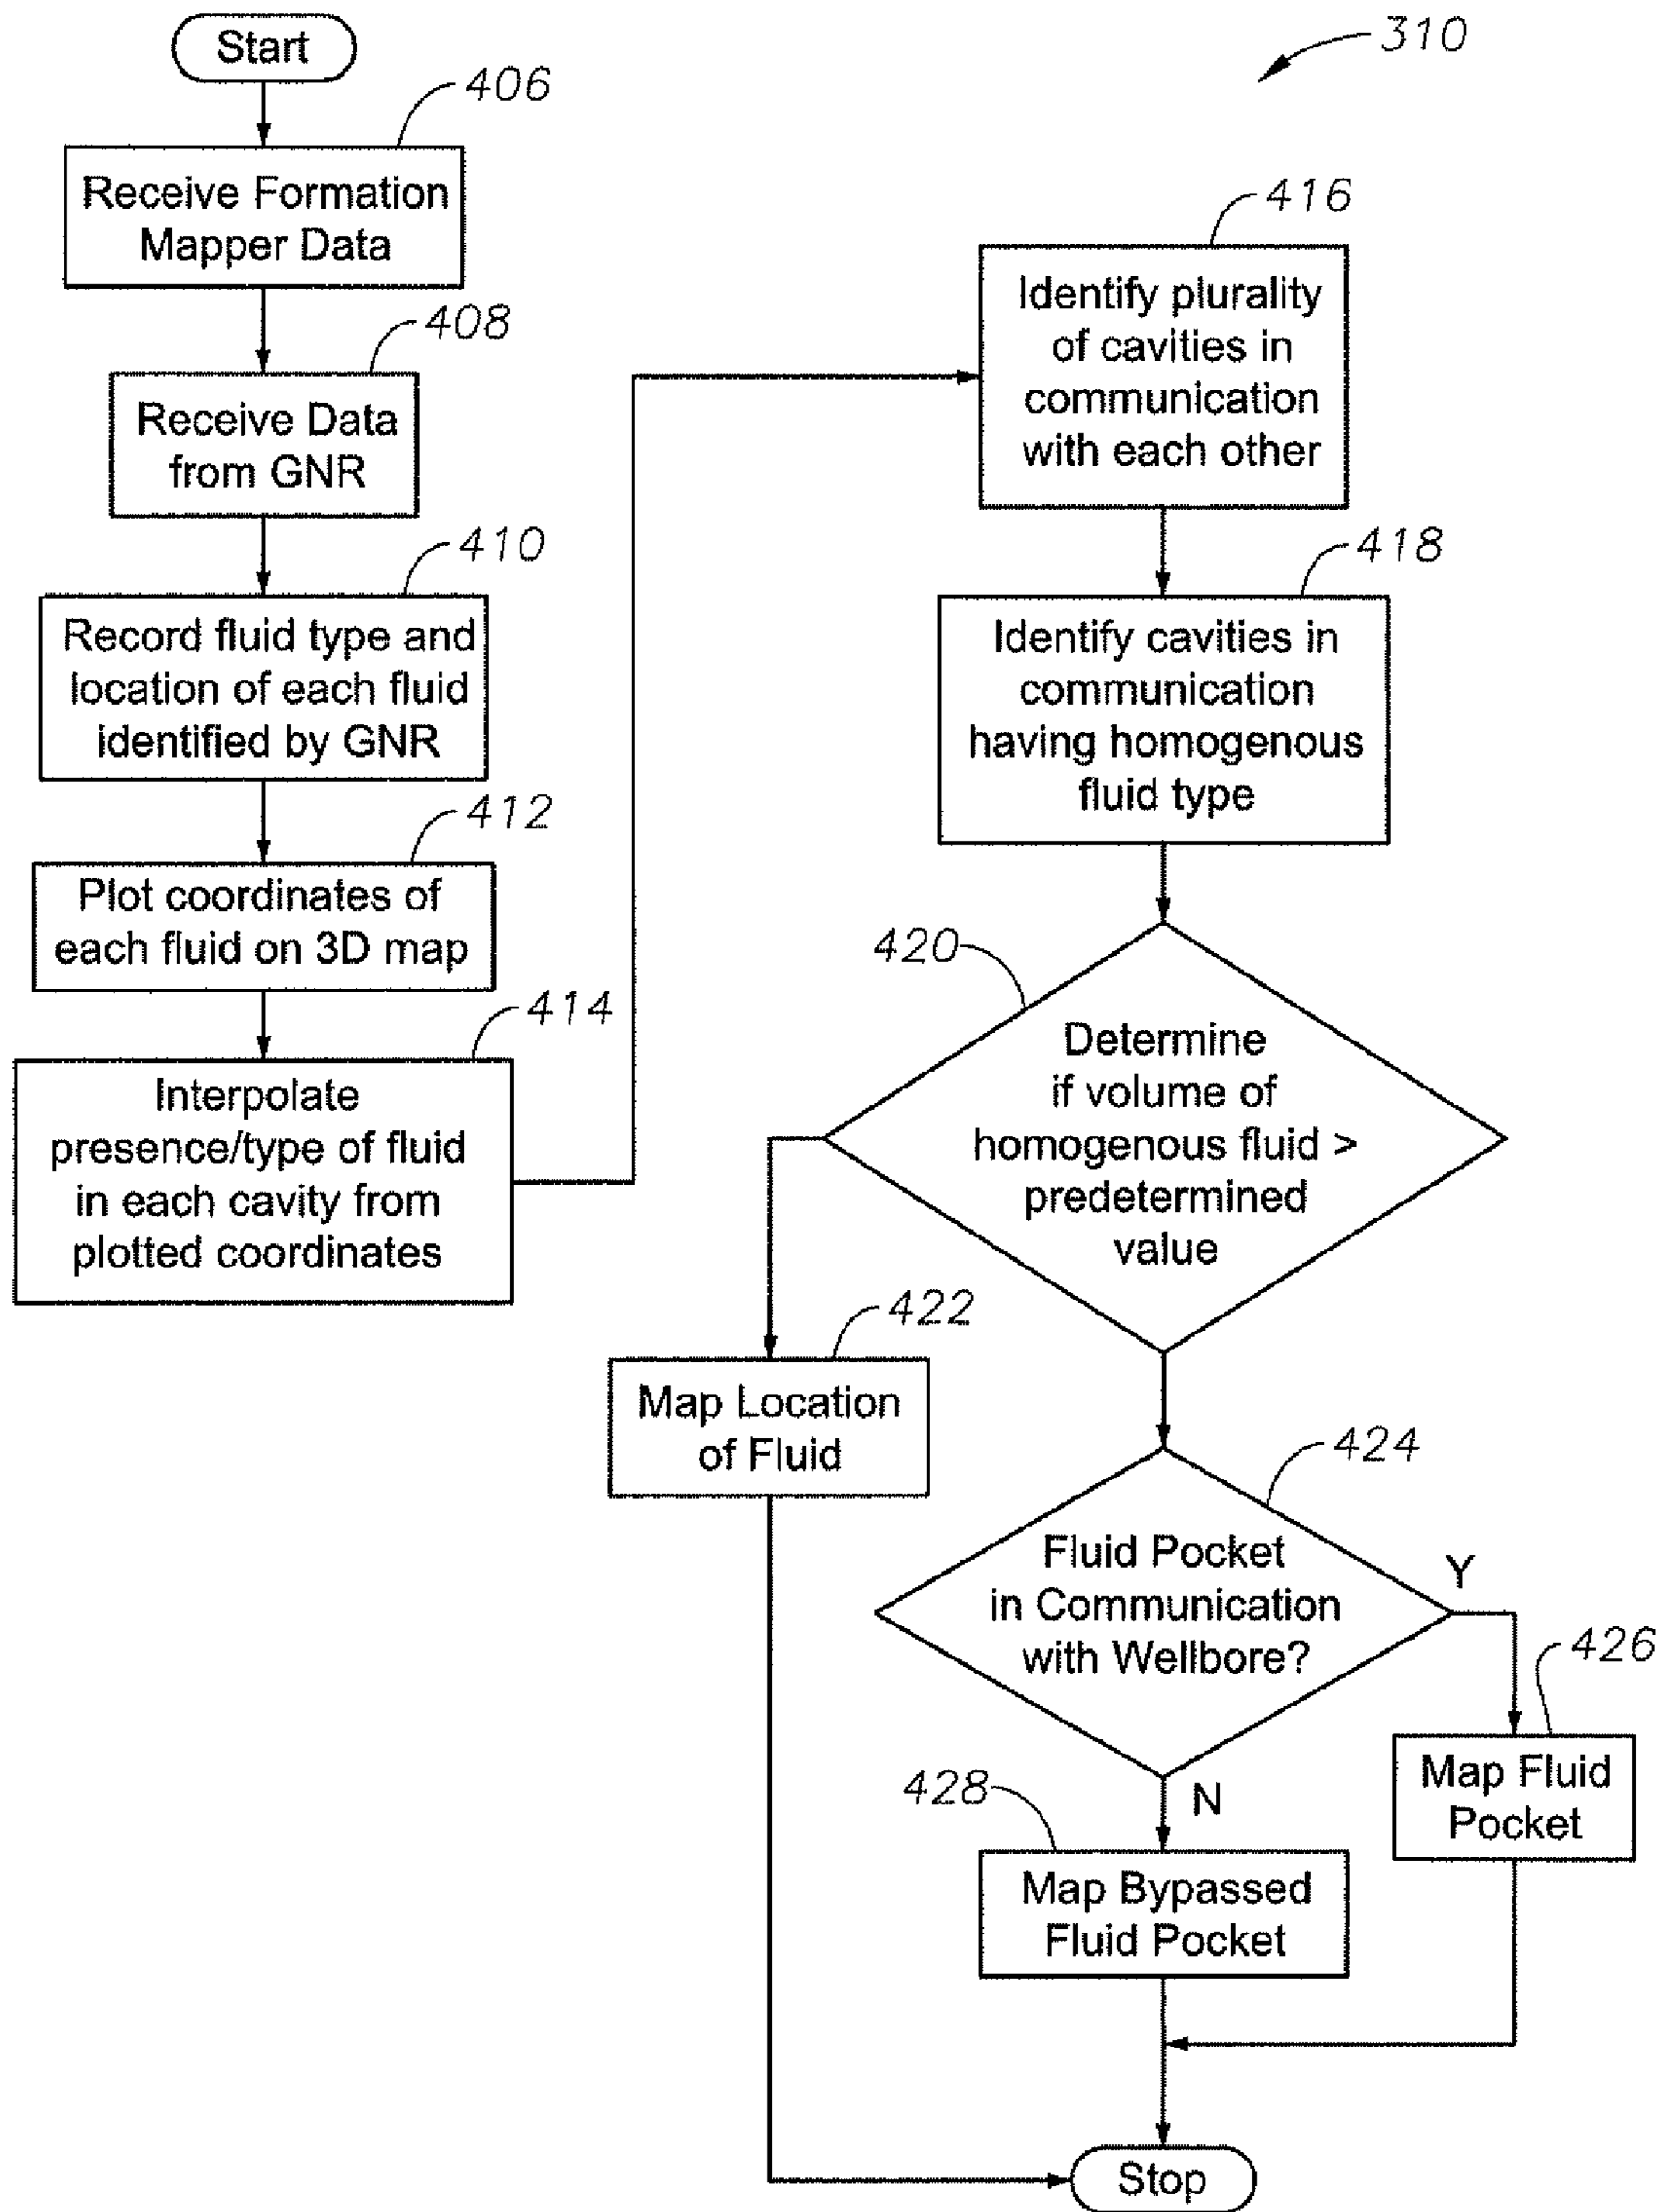 Start
310
406
Receive Formation
Mapper Data
408
Receive Data
from GNR
410
Record fluid type and
location of each fluid
identified by GNR
412
Plot coordinates of
each fluid on 3D map
414
Interpolate
presence/type of fluid
in each cavity from
plotted coordinates
416
Identify plurality
of cavities in
communication
with each other
418
Identify cavities in
communication
having homogenous
fluid type
420
Determine
if volume of
homogenous fluid >
predetermined
value
422
Map Location
of Fluid
424
Fluid Pocket
in Communication
with Wellbore?
Y
426
Map Fluid
Pocket
N
428
Map Bypassed
Fluid Pocket
Stop